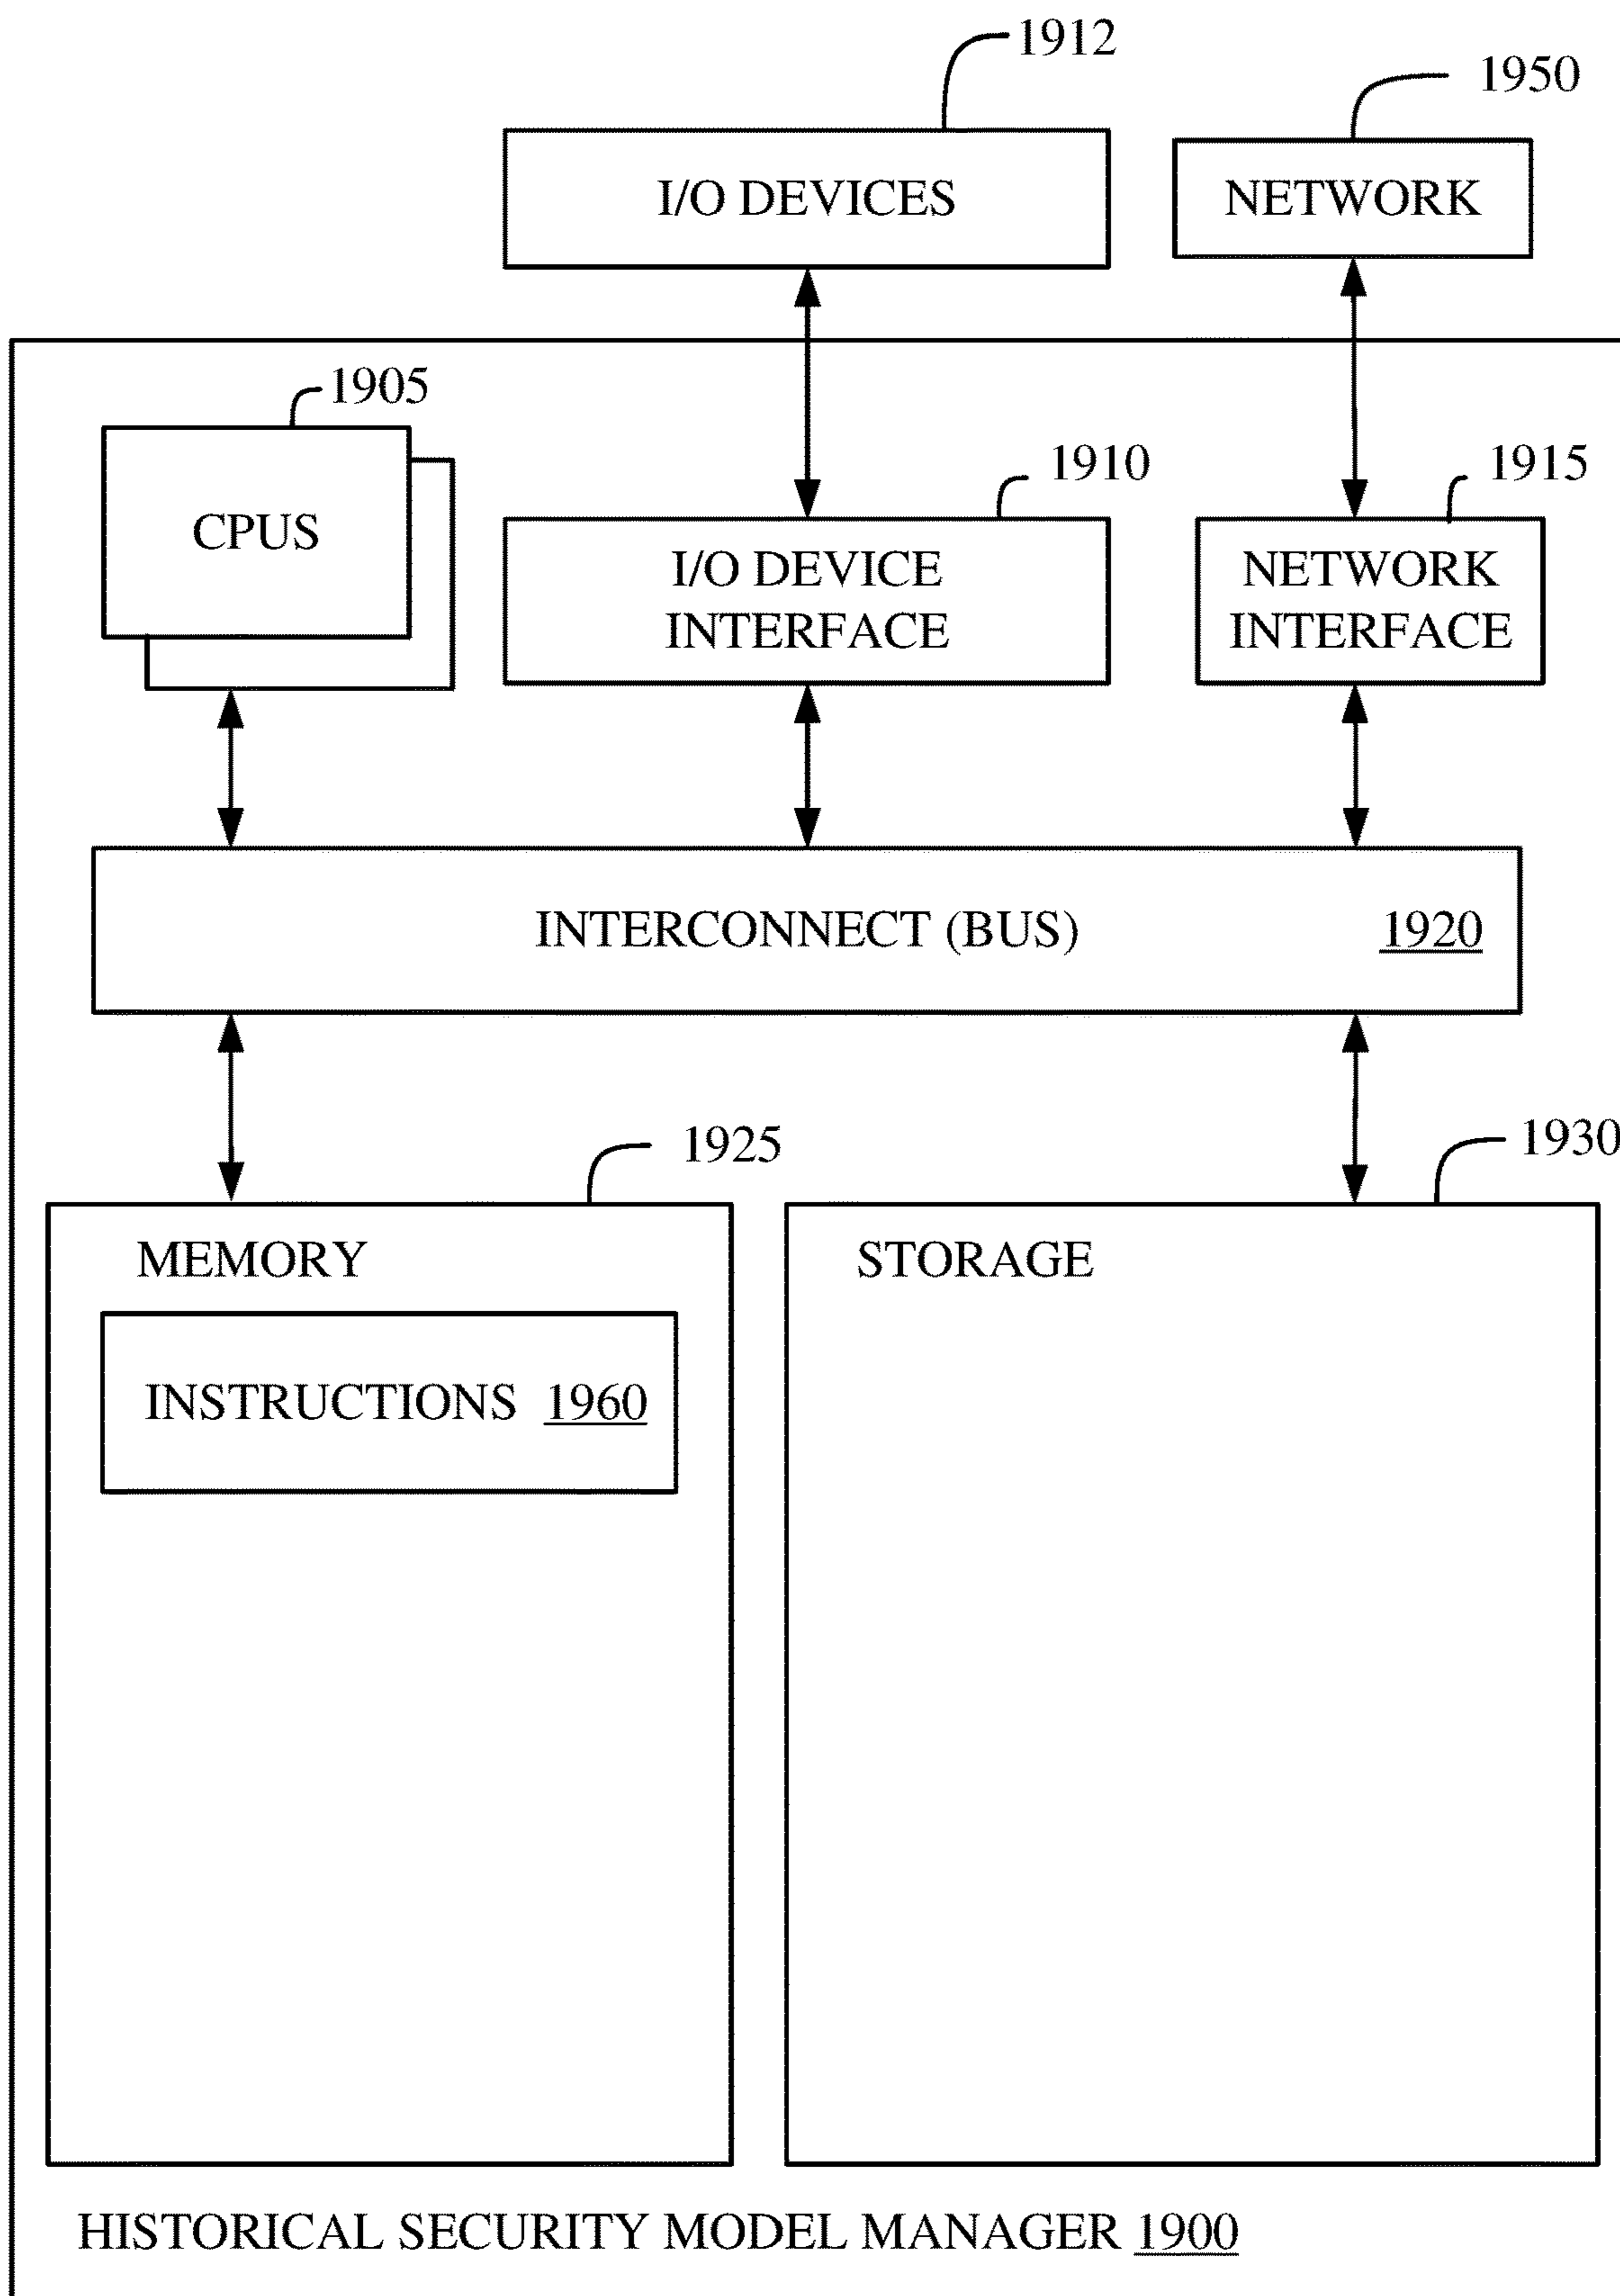 1912
1950
I/O DEVICES
NETWORK
1905
1910
1915
CPUS
I/O DEVICE
INTERFACE
NETWORK
INTERFACE
INTERCONNECT (BUS) 1920
1925
1930
MEMORY
STORAGE
INSTRUCTIONS 1960
HISTORICAL SECURITY MODEL MANAGER 1900